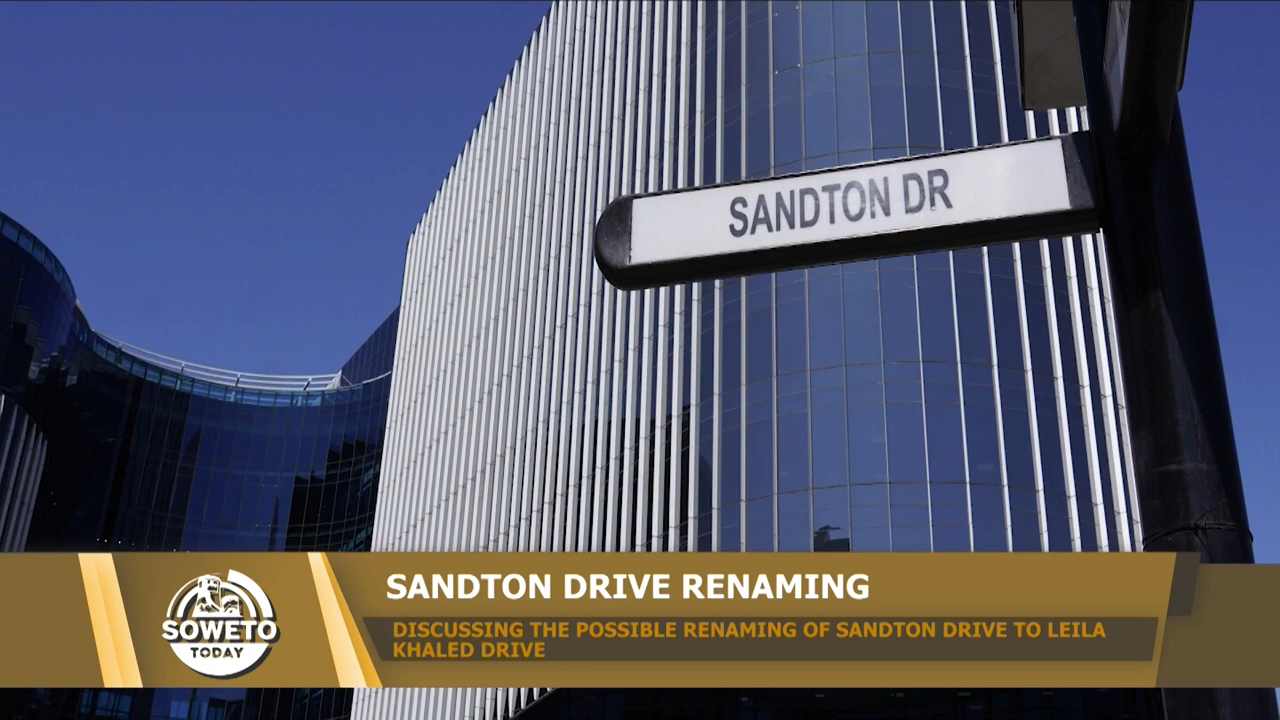 SANDTON DR
SANDTON DRIVE RENAMING
DISCUSSING THE POSSIBLE RENAMING OF SANDTON DRIVE TO LEILA
KHALED DRIVE
SOWETO
TODAY